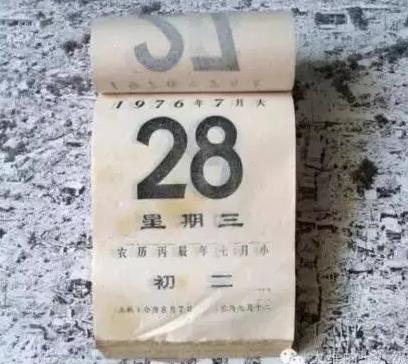 1976年7月大
28
星期三
农历丙辰年七月小
初二